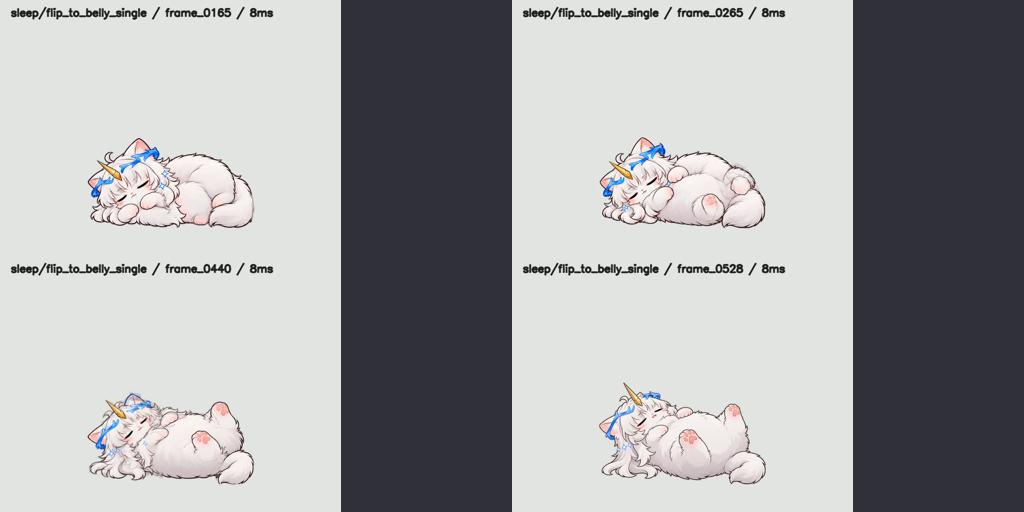 sleep/flip_to_belly_single / frame_0165 / 8ms
sleep/flip_to_belly_single / frame_0265 / 8ms
sleep/flip_to_belly_single / frame_0440 / 8ms
sleep/flip_to_belly_single / frame_0528 / 8ms